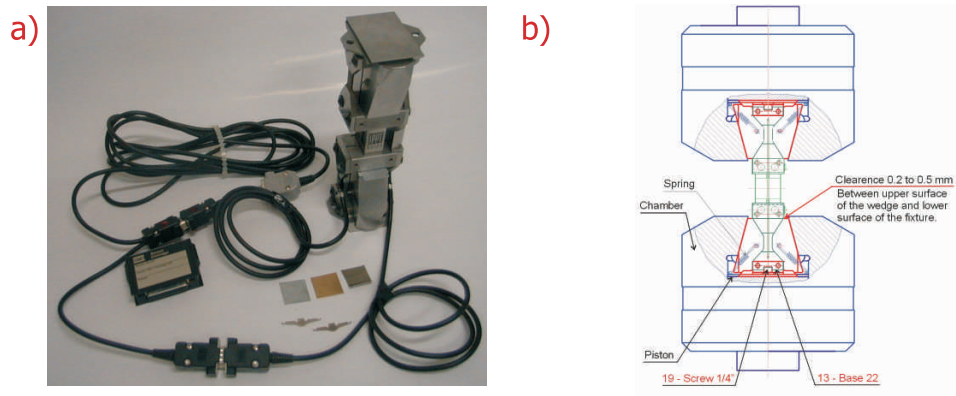 a)
b)
Clearence 0.2 to 0.5 mm
Between upper surface
of the wedge and lower
surface of the fixture.
Spring
Chamber
Piston
19 - Screw 1/4"
13 - Base 22